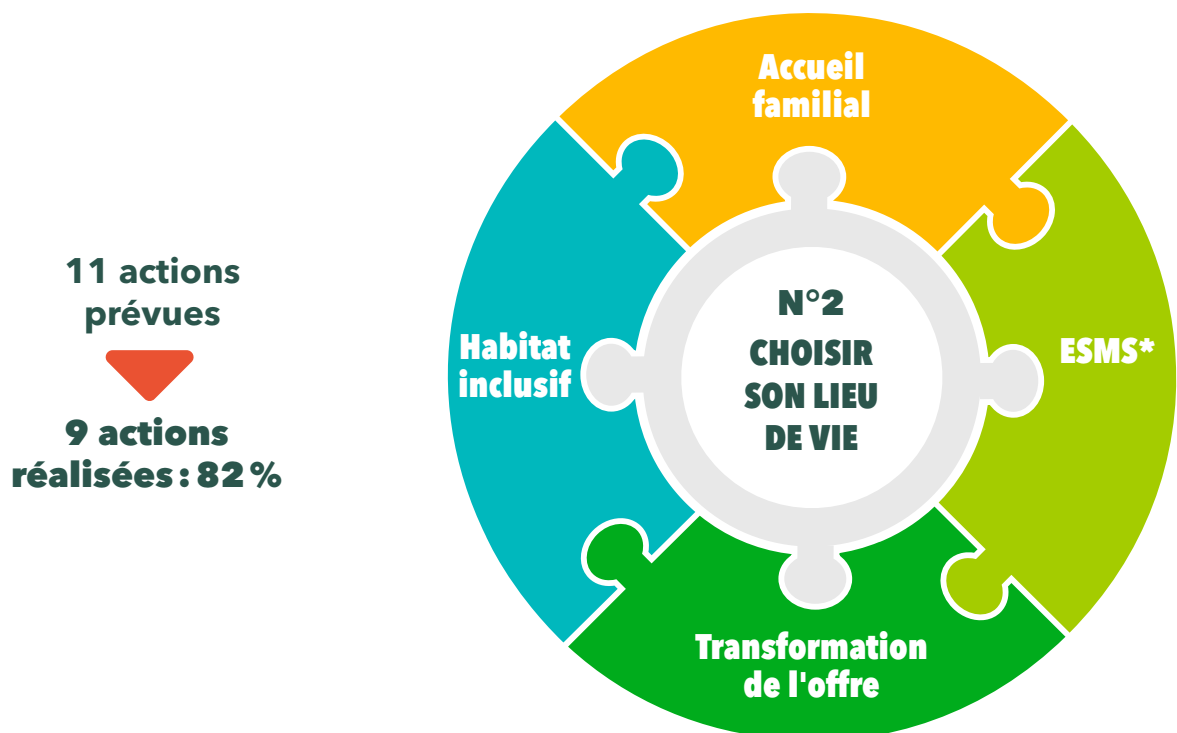 11 actions
prévues
9 actions
réalisées : 82 %
Accueil
familial
Habitat
inclusif
N°2
CHOISIR
SON LIEU
DE VIE
ESMS*
Transformation
de l'offre